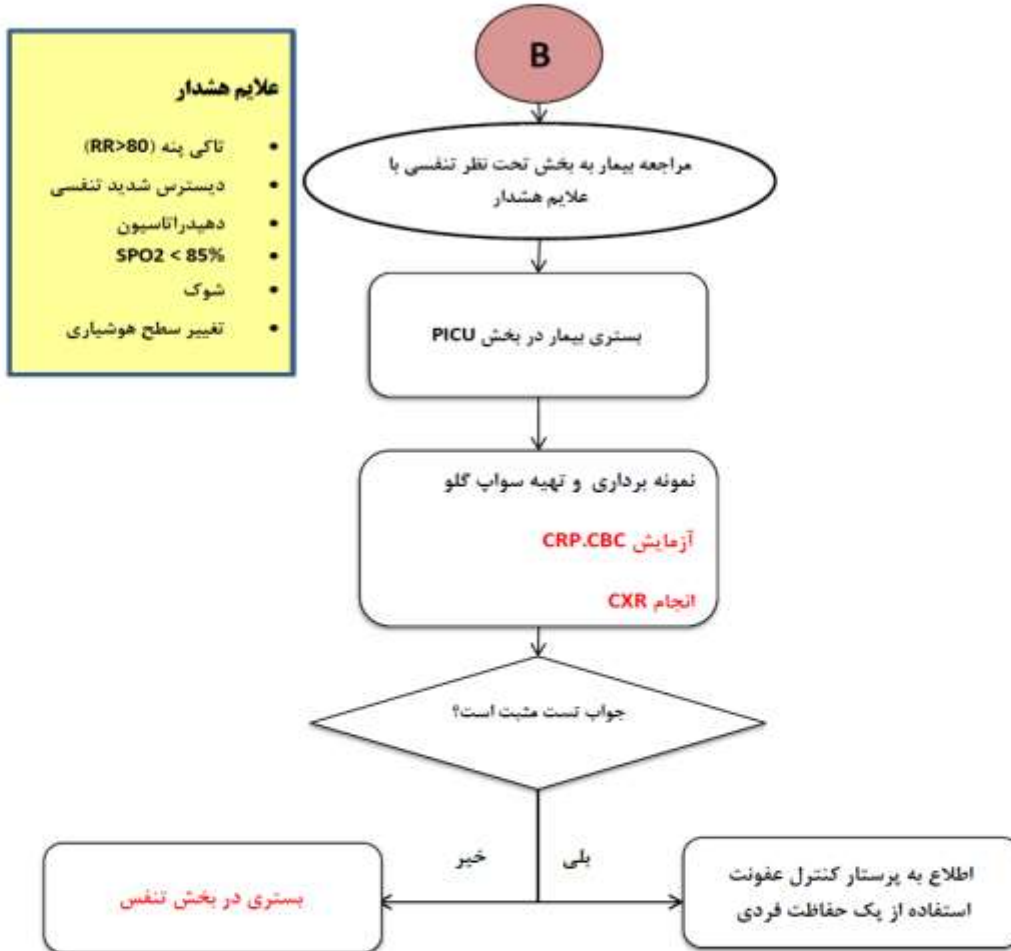 B
علایم هشدار
تاکی پنه (RR>80)
دیسترس شدید تنفسی
دهیدراتاسیون
SPO2 < 85%
شوک
تغییر سطح هوشیاری
مراجعه بیمار به بخش تحت نظر تنفسی با
علایم هشدار
بستری بیمار در بخش PICU
نمونه برداری و تهیه سواپ گلو
آزمایش CRP.CBC
انجام CXR
جواب تست مثبت است؟
خیر
بلی
بستری در بخش تنفس
اطلاع به پرستار کنترل عفونت
استفاده از پک حفاظت فردی